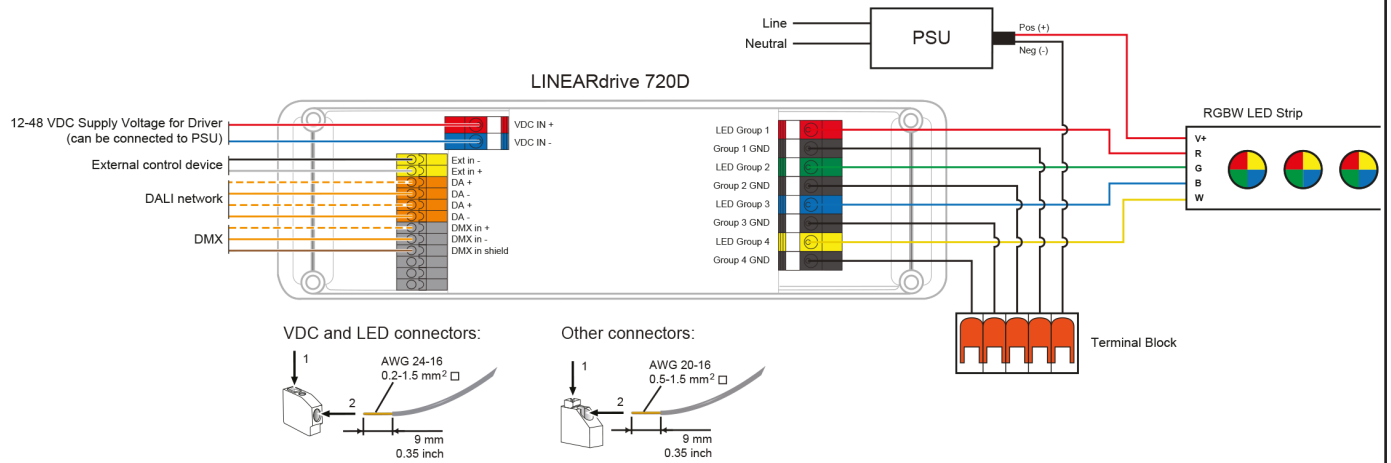 Line
Neutral
PSU
Pos (+)
Neg (-)
LINEARdrive 720D
12-48 VDC Supply Voltage for Driver
(can be connected to PSU)
External control device
DALI network
DMX
VDC IN +
VDC IN -
Ext in -
Ext in +
DA +
DA -
DA +
DA -
DMX in +
DMX in -
DMX in shield
LED Group 1
Group 1 GND
LED Group 2
Group 2 GND
LED Group 3
Group 3 GND
LED Group 4
Group 4 GND
RGBW LED Strip
V+
R
G
B
W
Terminal Block
VDC and LED connectors:
1
AWG 24-16
0.2-1.5 mm²
2
9 mm
0.35 inch
Other connectors:
1
AWG 20-16
0.5-1.5 mm²
2
9 mm
0.35 inch